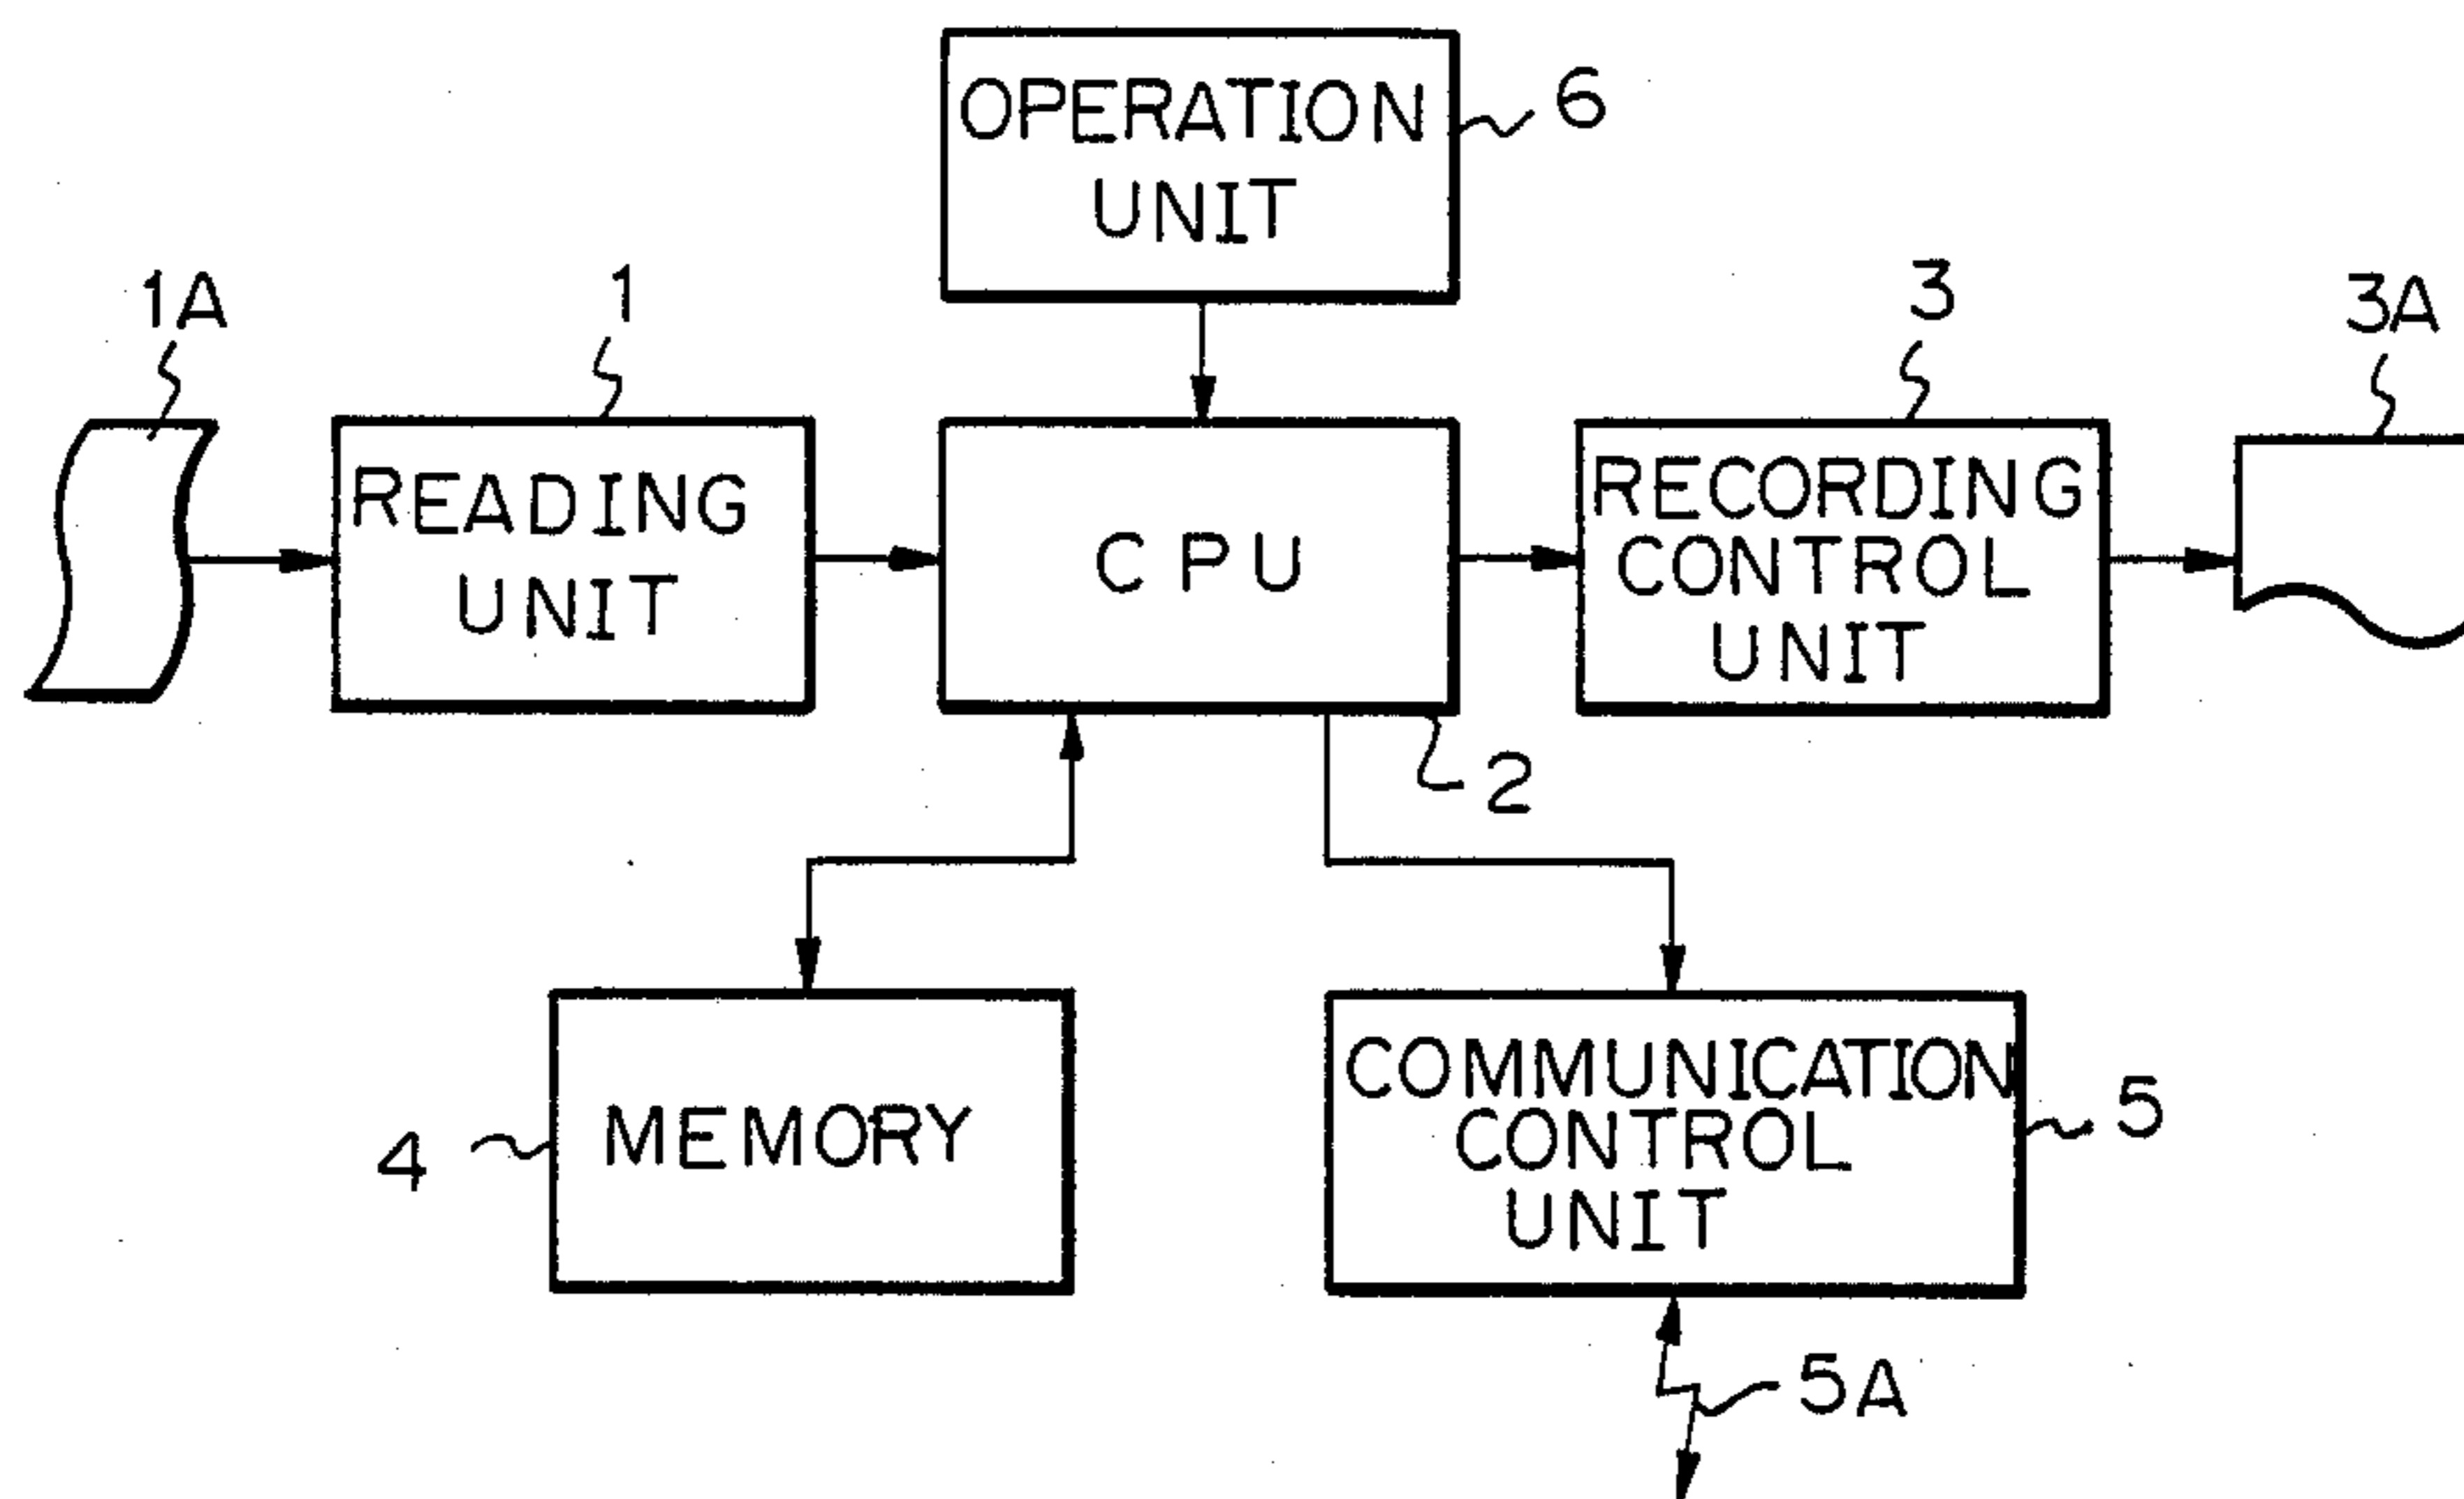 OPERATION
UNIT
6
1A
1
3
3A
READING
UNIT
CPU
RECORDING
CONTROL
UNIT
2
4
MEMORY
COMMUNICATION
CONTROL
UNIT
5
5A